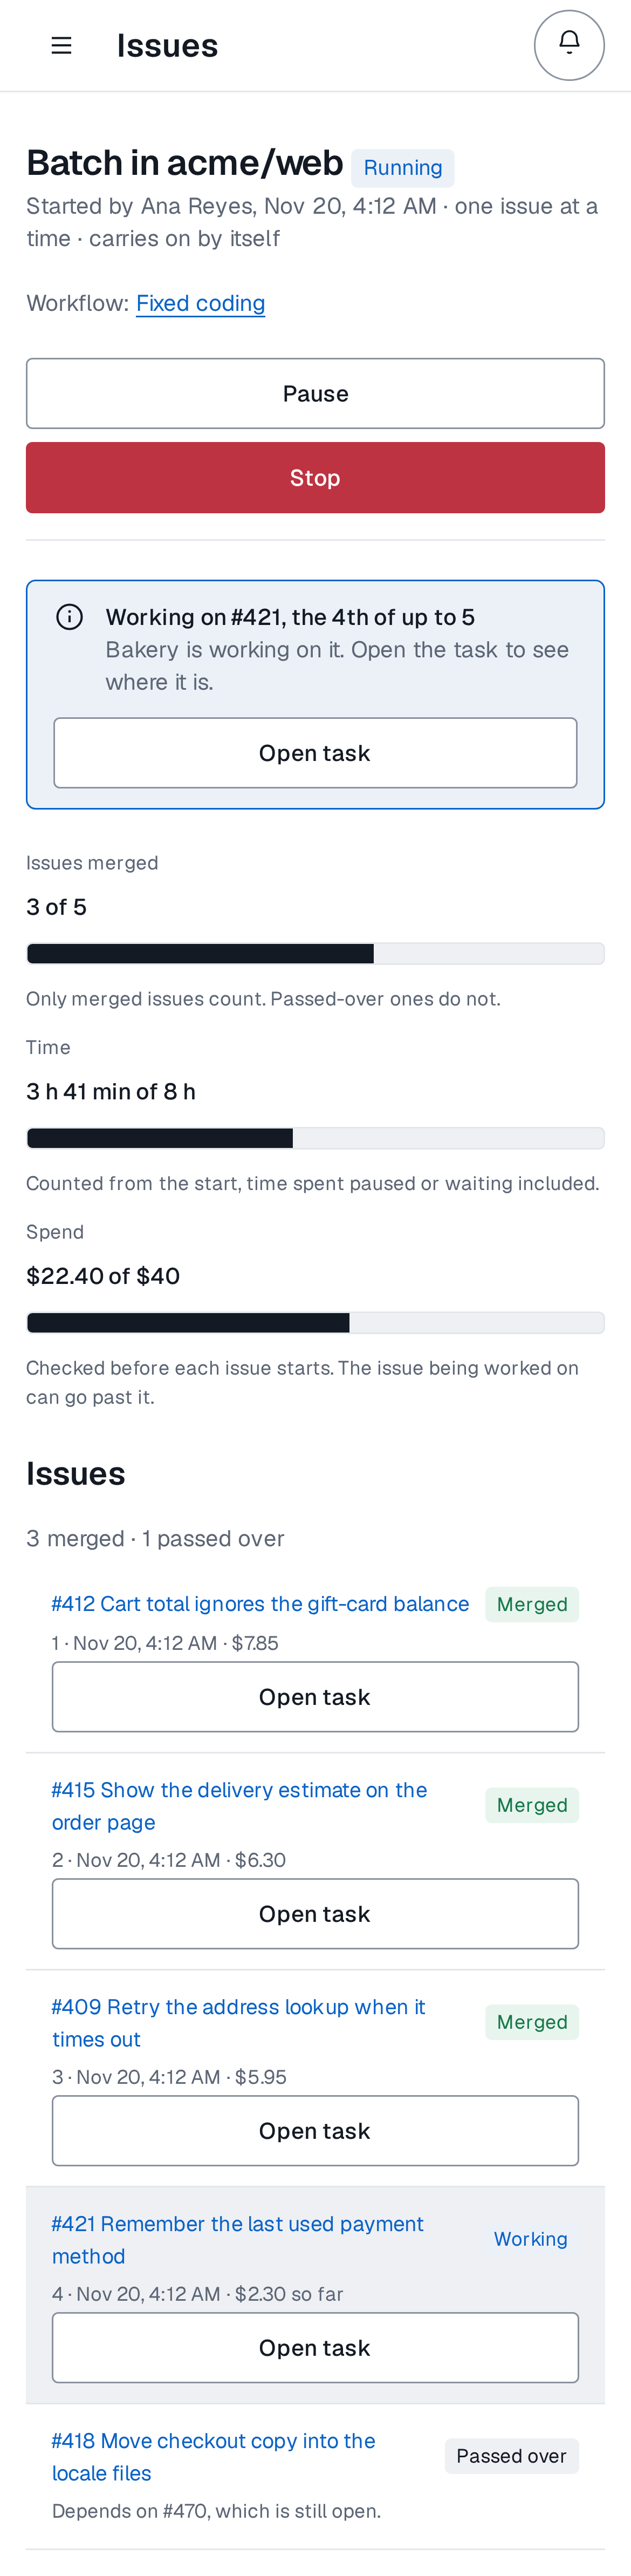 Issues
Batch in acme/web Running
Started by Ana Reyes, Nov 20, 4:12 AM · one issue at a
time · carries on by itself
Workflow: Fixed coding
Pause
Stop
Working on #421, the 4th of up to 5
Bakery is working on it. Open the task to see
where it is.
Open task
Issues merged
3 of 5
Only merged issues count. Passed-over ones do not.
Time
3 h 41 min of 8 h
Counted from the start, time spent paused or waiting included.
Spend
$22.40 of $40
Checked before each issue starts. The issue being worked on
can go past it.
Issues
3 merged · 1 passed over
#412 Cart total ignores the gift-card balance Merged
1 · Nov 20, 4:12 AM · $7.85
Open task
#415 Show the delivery estimate on the
order page
Merged
2 · Nov 20, 4:12 AM · $6.30
Open task
#409 Retry the address lookup when it
times out
Merged
3 · Nov 20, 4:12 AM · $5.95
Open task
#421 Remember the last used payment
method
Working
4 · Nov 20, 4:12 AM · $2.30 so far
Open task
#418 Move checkout copy into the
locale files
Passed over
Depends on #470, which is still open.